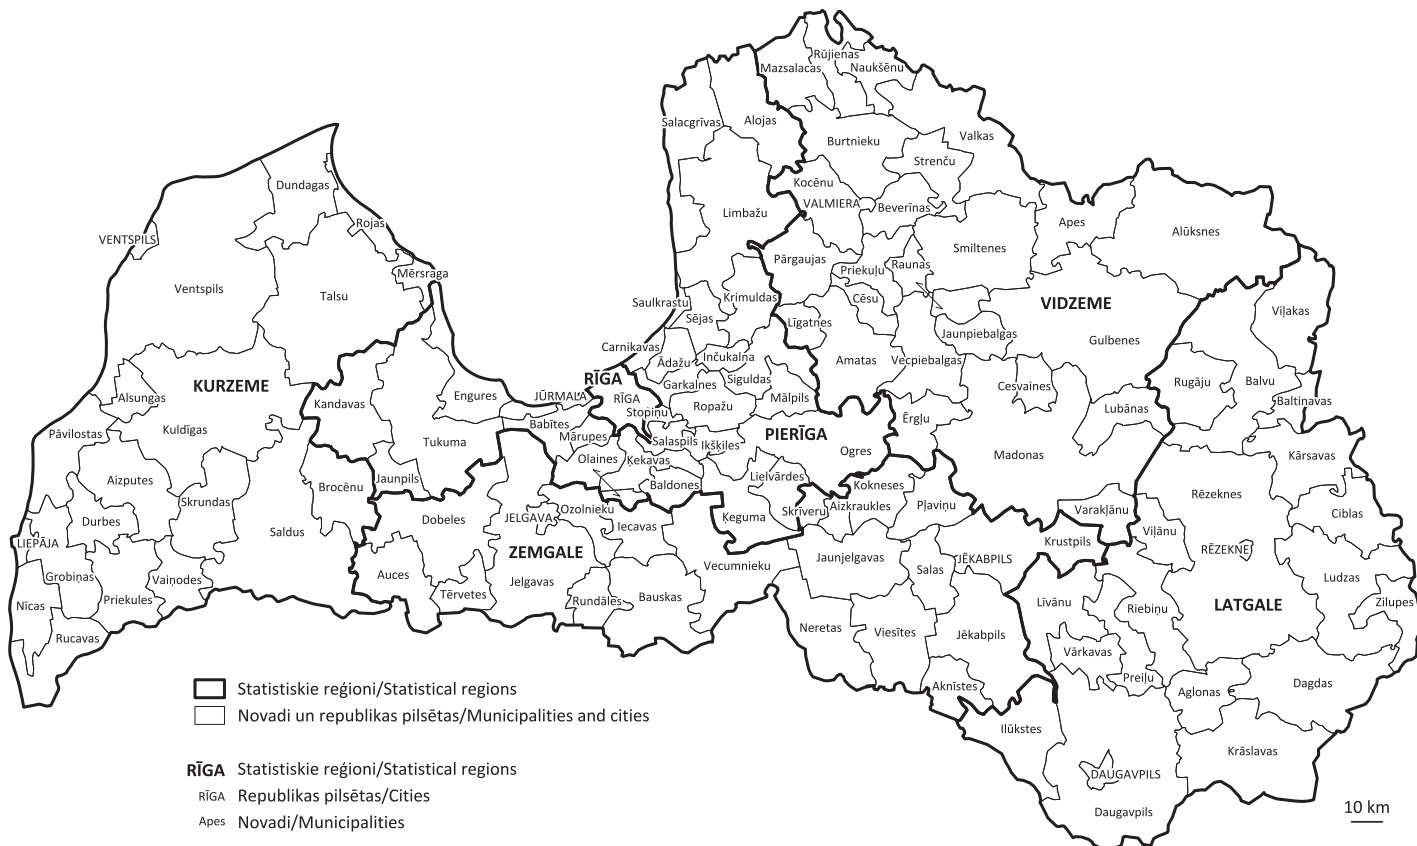 Rūjienas
Mazsalacas
Naukšēnu
Salacgrīvas
Alojas
Burtnieku
Valkas
Strenču
Dundagas
Kocēnu
VALMIERA
Beverīnas
Limbažu
Rojas
Apes
Alūksnes
VENTSPILS
Smiltenes
Pārgaujas
Priekuļu
Raunas
Mērsraga
Ventspils
Talsu
Saulkrastu
Krimuldas
Cēsu
VIDZEME
Viļakas
Sējas
Līgatnes
Jaunpiebalgas
Gulbenes
Carnikavas
Ādažu
Inčukalna
Amatas
Vecpiebalgas
RĪGA
Garkalnes
Siguldas
KURZEME
Cesvaines
Rugāju
Balvu
Alsungas
Kandavas
Engures
JŪRMALA
RĪGA
Stopiņu
Ropažu
Mālpils
Baltinavas
Lubānas
Pāvilostas
Kuldīgas
Tukuma
Babītes
Mārupes
Salaspils
Ikšķiles
PIERĪGA
Ērgļu
Ogres
Madonas
Kārsavas
Olaines
Ķekavas
Aizputes
Jaunpils
Brocēnu
Baldones
Lielvārdes
Kokneses
Rēzeknes
Skrundas
Durbes
Saldus
Dobeles
JELGAVA
Ozolnieku
Iecavas
Ķeguma
Skrīveru
Aizkraukles
Pļaviņu
Varakļānu
Ciblas
LIEPĀJA
ZEMGALE
Vecumnieku
Jaunjelgavas
Krustpils
Viļānu
RĒZEKNE
Grobiņas
Vaiņodes
Auces
Jelgavas
Salas
JĒKABPILS
Ludzas
Nīcas
Priekules
Tērvetes
Rundāles
Bauskas
Līvānu
Riebiņu
LATGALE
Zilupes
Rucavas
Neretas
Viesītes
Jēkabpils
Vārkavas
Preiļu
Aknīstes
Aglonas
Dagdas
Ilūkstes
Krāslavas
DAUGAVPILS
Daugavpils
Statistiskie reģioni/Statistical regions
Novadi un republikas pilsētas/Municipalities and cities
RĪGA Statistiskie reģioni/Statistical regions
RĪGA Republikas pilsētas/Cities
Apes Novadi/Municipalities
10 km